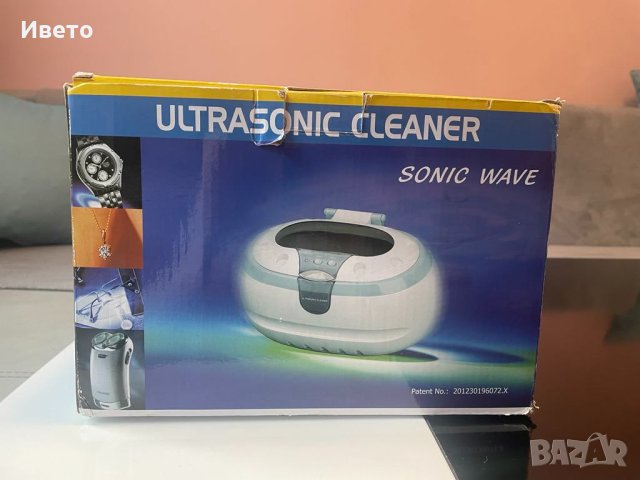 Ивето
ULTRASONIC CLEANER
SONIC WAVE
Patent No.: 201230196072.X
BAZAR